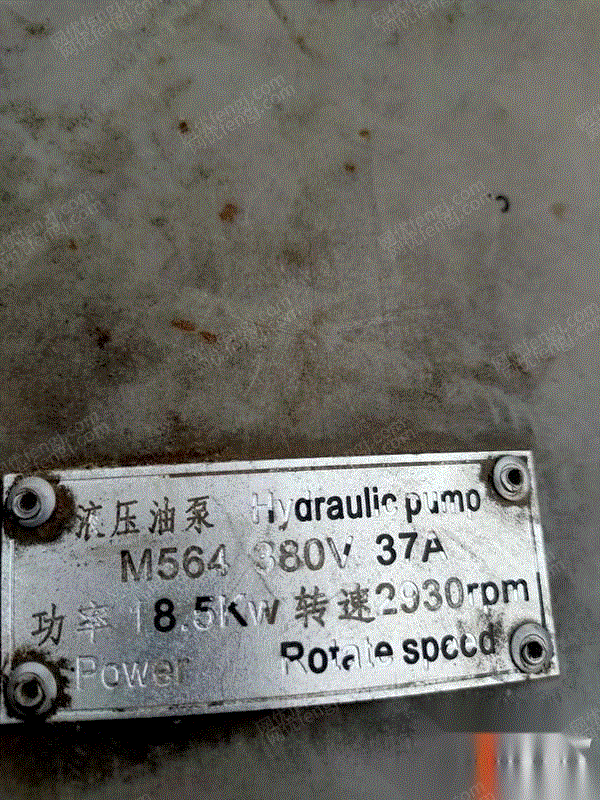 液压油泵 Hydraulic pump
M564 380V 37A
功率 18.5Kw 转速2930rpm
Power Rotate speed